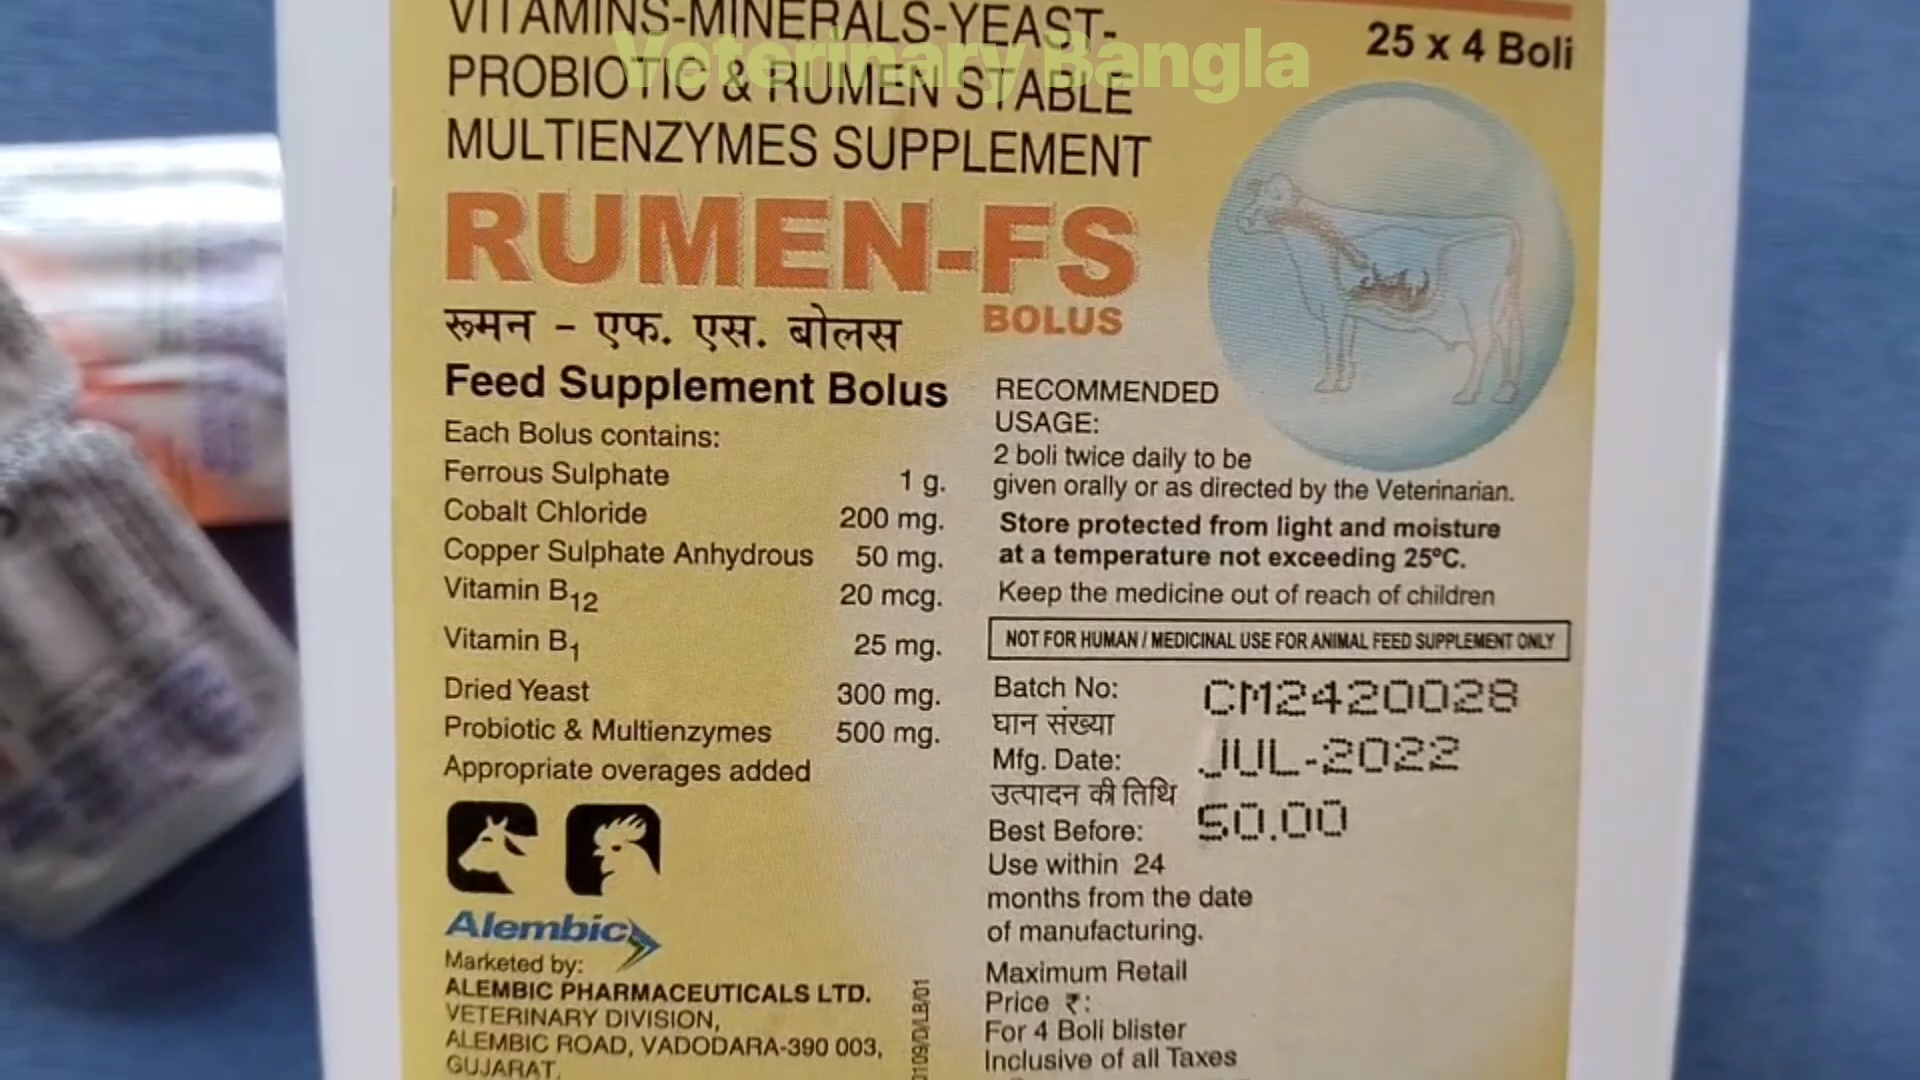 VITAMINS-MINERALS-YEAST-
PROBIOTIC & RUMEN STABLE
MULTIENZYMES SUPPLEMENT
Veterinary Bangla
25 x 4 Boli
RUMEN-FS
BOLUS
रूमन - एफ. एस. बोलस
Feed Supplement Bolus
Each Bolus contains:
Ferrous Sulphate 1 g.
Cobalt Chloride 200 mg.
Copper Sulphate Anhydrous 50 mg.
Vitamin B12 20 mcg.
Vitamin B1 25 mg.
Dried Yeast 300 mg.
Probiotic & Multienzymes 500 mg.
Appropriate overages added
Alembic
Marketed by:
ALEMBIC PHARMACEUTICALS LTD.
VETERINARY DIVISION,
ALEMBIC ROAD, VADODARA-390 003,
GUJARAT.
0109/D/LB/01
RECOMMENDED
USAGE:
2 boli twice daily to be
given orally or as directed by the Veterinarian.
Store protected from light and moisture
at a temperature not exceeding 25ºC.
Keep the medicine out of reach of children
NOT FOR HUMAN / MEDICINAL USE FOR ANIMAL FEED SUPPLEMENT ONLY
Batch No: CM2420028
घान संख्या
Mfg. Date: JUL-2022
उत्पादन की तिथि
50.00
Best Before:
Use within 24
months from the date
of manufacturing.
Maximum Retail
Price ₹:
For 4 Boli blister
Inclusive of all Taxes